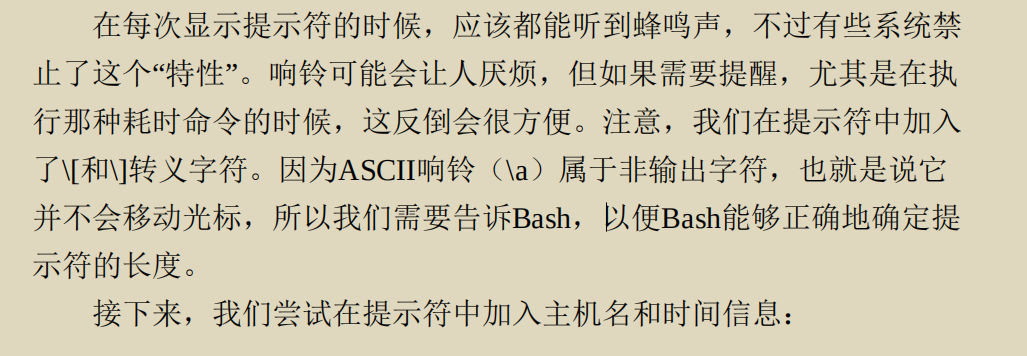 在每次显示提示符的时候，应该都能听到蜂鸣声，不过有些系统禁
止了这个“特性”。响铃可能会让人厌烦，但如果需要提醒，尤其是在执
行那种耗时命令的时候，这反倒会很方便。注意，我们在提示符中加入
了\[和\]转义字符。因为ASCII响铃（\a）属于非输出字符，也就是说它
并不会移动光标，所以我们需要告诉Bash，以便Bash能够正确地确定提
示符的长度。
接下来，我们尝试在提示符中加入主机名和时间信息：